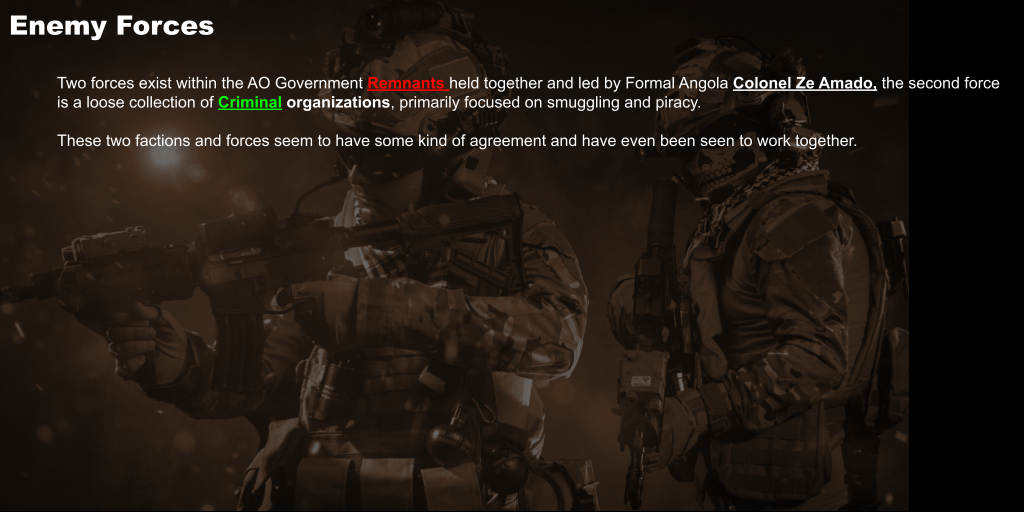 Enemy Forces
Two forces exist within the AO Government Remnants held together and led by Formal Angola Colonel Ze Amado, the second force
is a loose collection of Criminal organizations, primarily focused on smuggling and piracy.
These two factions and forces seem to have some kind of agreement and have even been seen to work together.